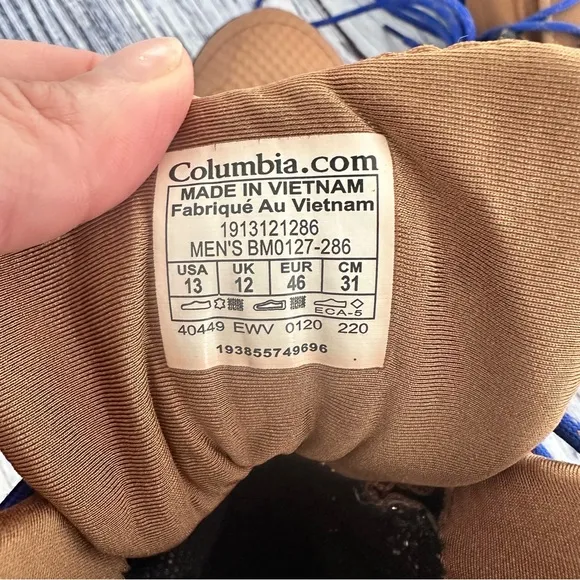 Columbia.com
MADE IN VIETNAM
Fabriqué Au Vietnam
1913121286
MEN'S BM0127-286
USA UK EUR CM
13 12 46 31
ECA-5
40449 EWV 0120 220
193855749696